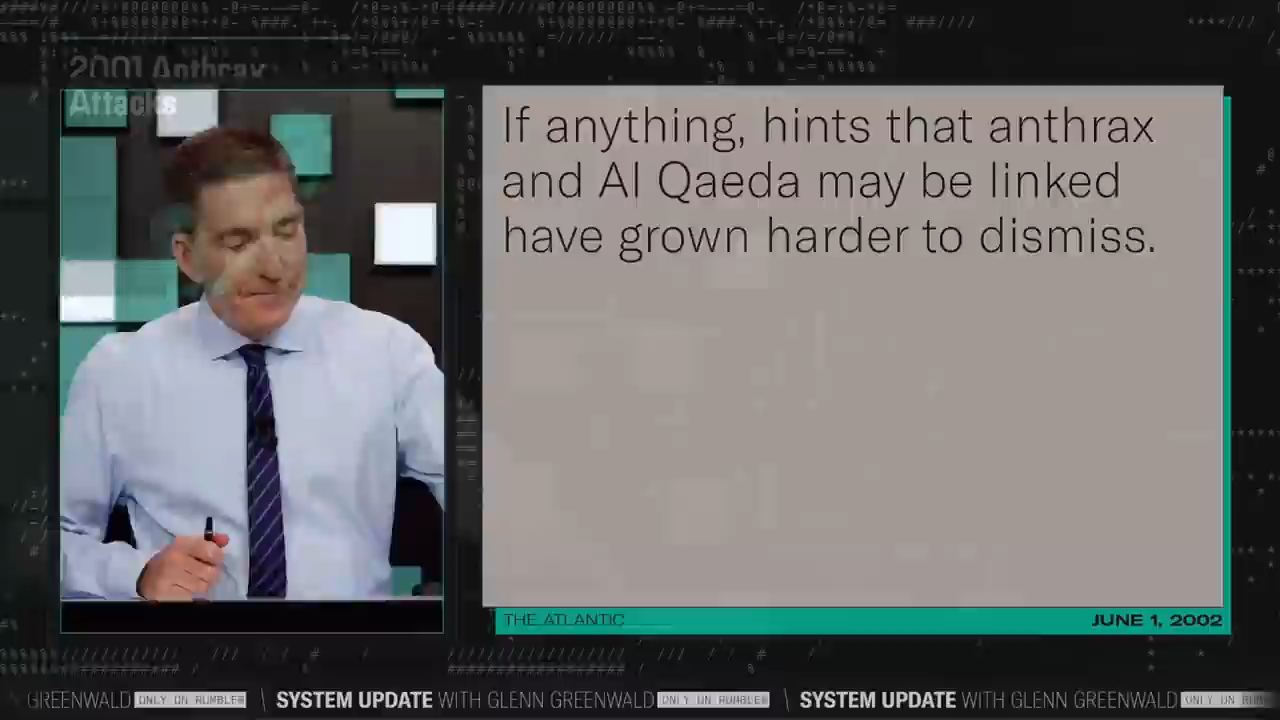 2001 Anthrax
Attacks
If anything, hints that anthrax
and Al Qaeda may be linked
have grown harder to dismiss.
THE ATLANTIC
JUNE 1, 2002
GREENWALD ONLY ON RUMBLE \ SYSTEM UPDATE WITH GLENN GREENWALD ONLY ON RUMBLE \ SYSTEM UPDATE WITH GLENN GREENWALD ONLY ON